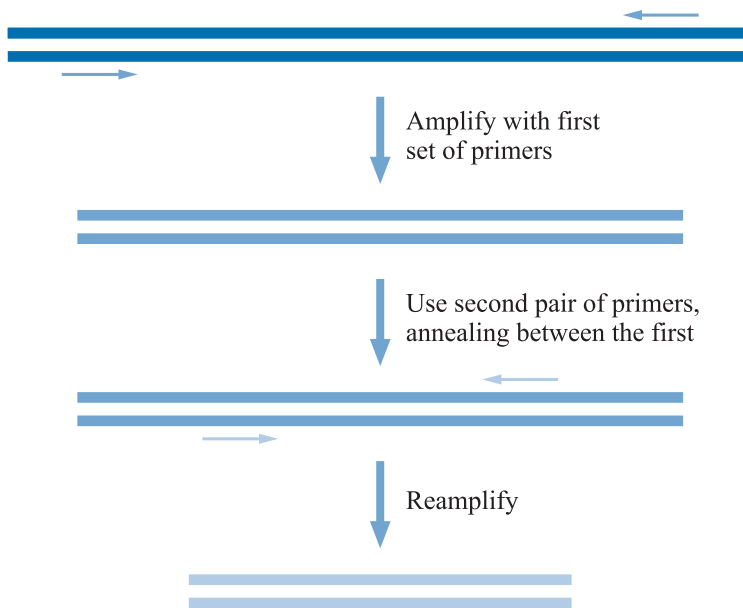 Amplify with first
set of primers
Use second pair of primers,
annealing between the first
Reamplify